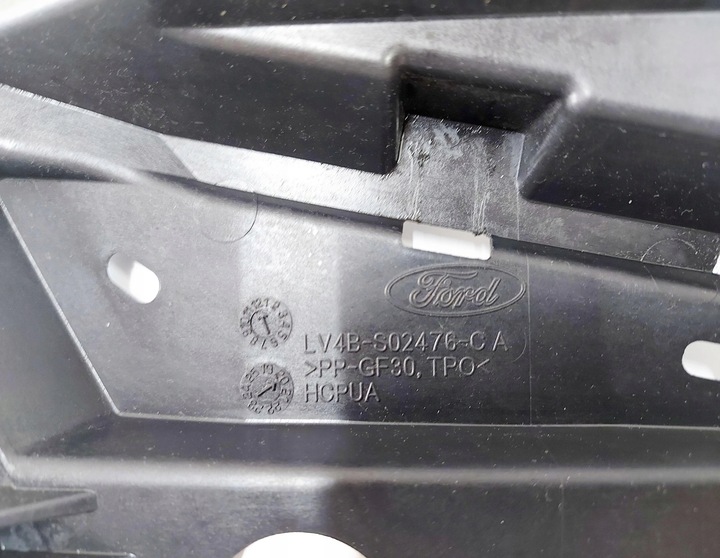 Ford
LV4B-S02476-C A
>PP-GF30, TPO<
HCPUA